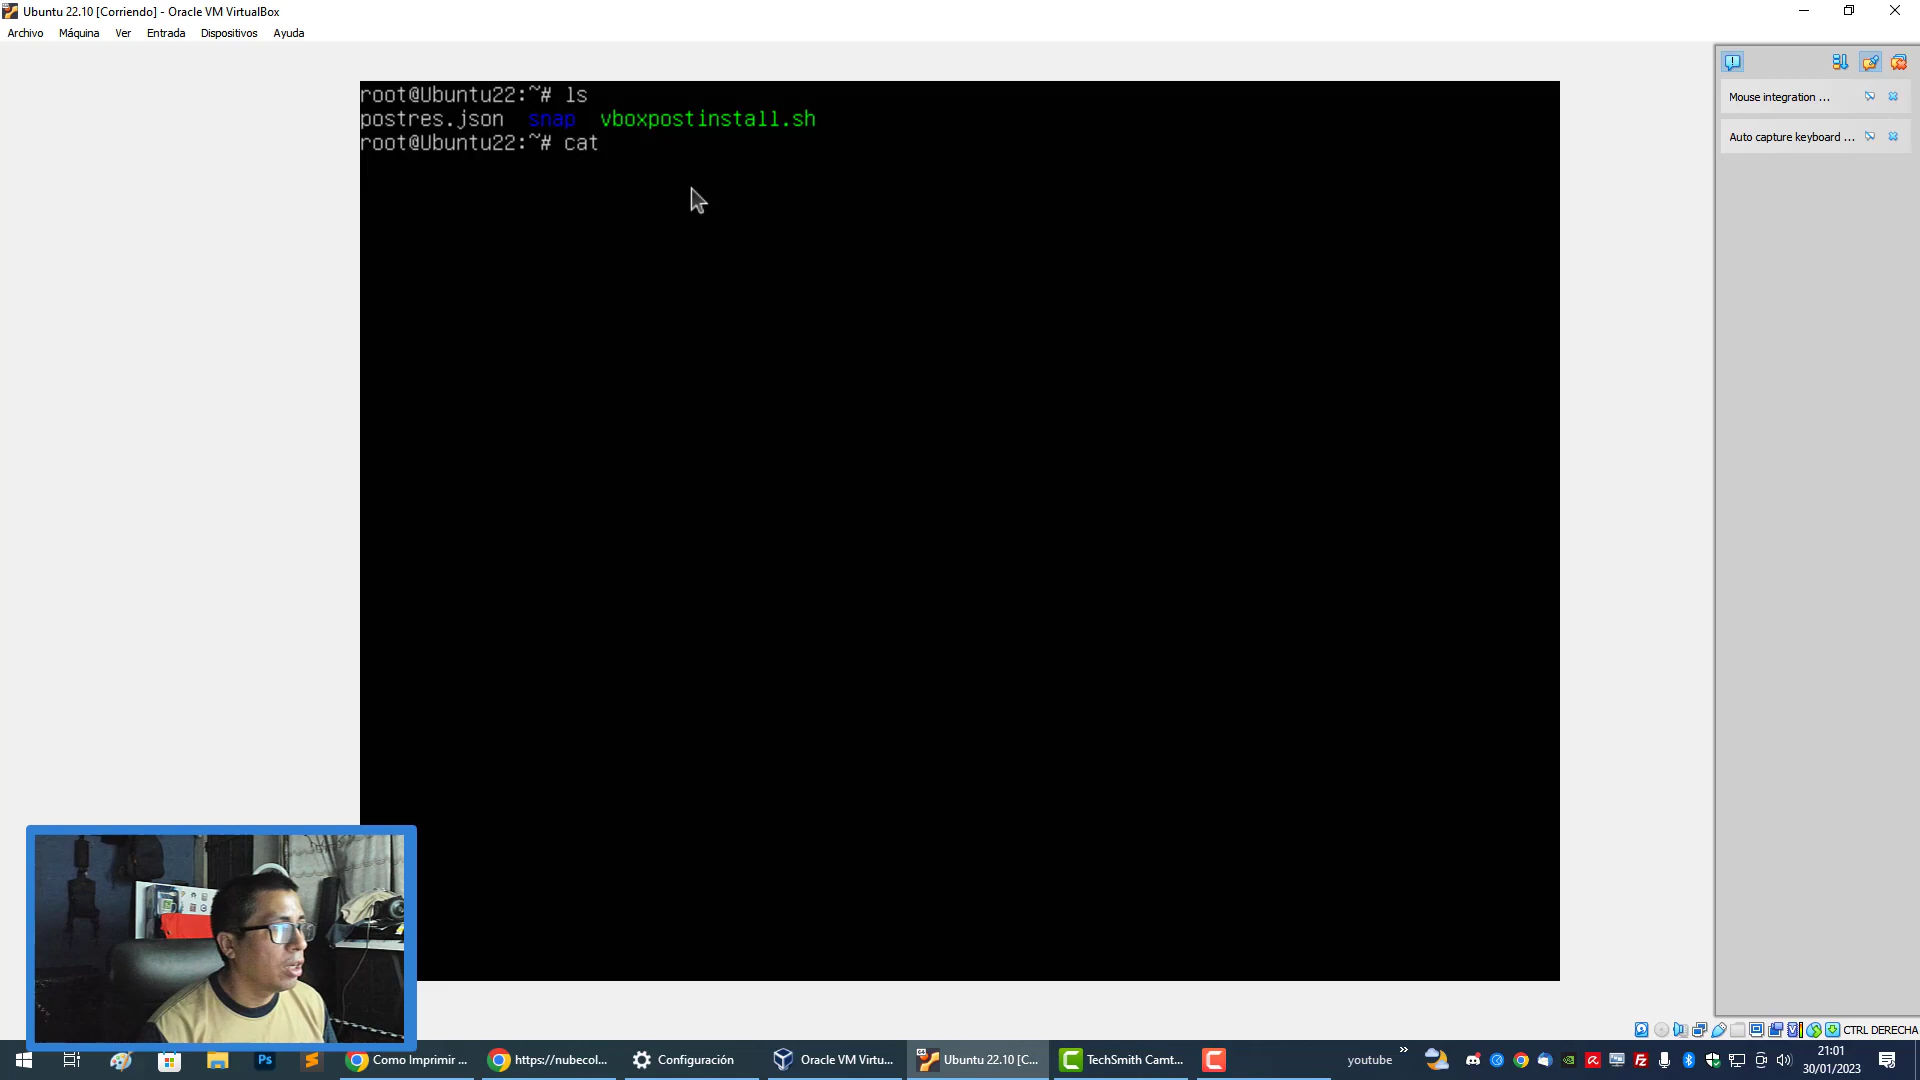 Ubuntu 22.10 [Corriendo] - Oracle VM VirtualBox
Archivo Máquina Ver Entrada Dispositivos Ayuda
root@Ubuntu22:~# ls
postres.json snap vboxpostinstall.sh
root@Ubuntu22:~# cat
Mouse integration ...
Auto capture keyboard ...
CTRL DERECHA
Ps
Como Imprimir ...
https://nubecol...
Configuración
Oracle VM Virtu...
Ubuntu 22.10 [C...
TechSmith Camt...
youtube
21:01
30/01/2023